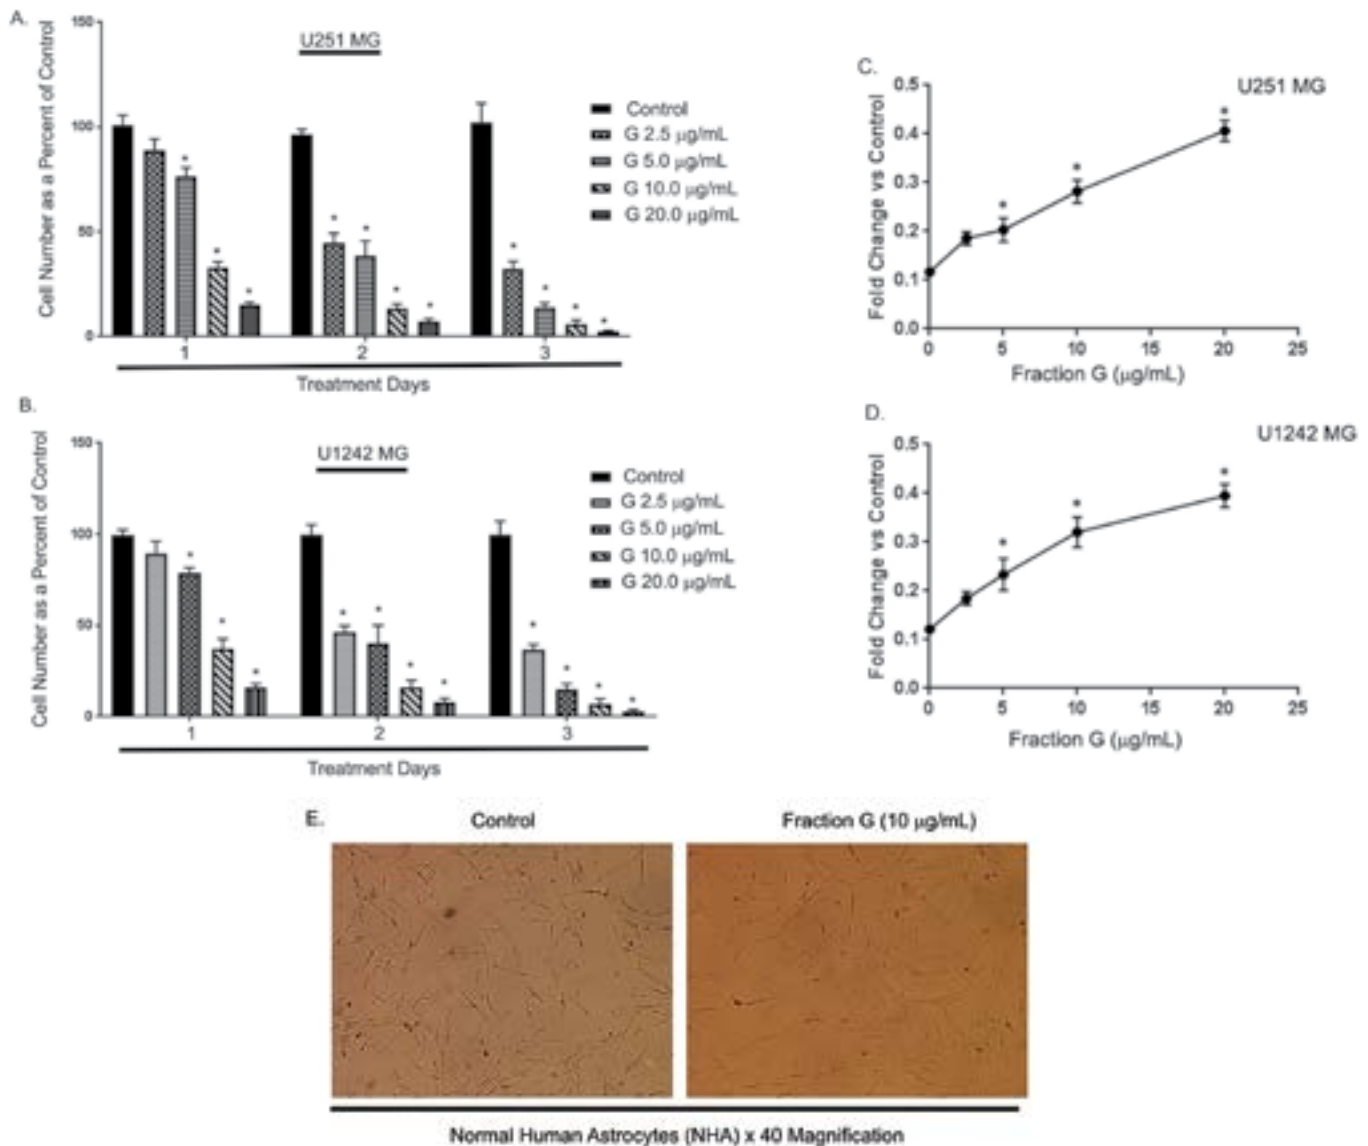 A.
Cell Number as a Percent of Control
150
100
50
0
U251 MG
Control
G 2.5 μg/mL
G 5.0 μg/mL
G 10.0 μg/mL
G 20.0 μg/mL
* * *
* * * *
* * * *
1 2 3
Treatment Days
B.
Cell Number as a Percent of Control
150
100
50
0
U1242 MG
Control
G 2.5 μg/mL
G 5.0 μg/mL
G 10.0 μg/mL
G 20.0 μg/mL
* * *
* * * *
* * * *
1 2 3
Treatment Days
C.
U251 MG
Fold Change vs Control
0.5
0.4
0.3
0.2
0.1
0.0
* * *
0 5 10 15 20 25
Fraction G (μg/mL)
D.
U1242 MG
Fold Change vs Control
0.5
0.4
0.3
0.2
0.1
0.0
* * *
0 5 10 15 20 25
Fraction G (μg/mL)
E.
Control
Fraction G (10 μg/mL)
Normal Human Astrocytes (NHA) x 40 Magnification